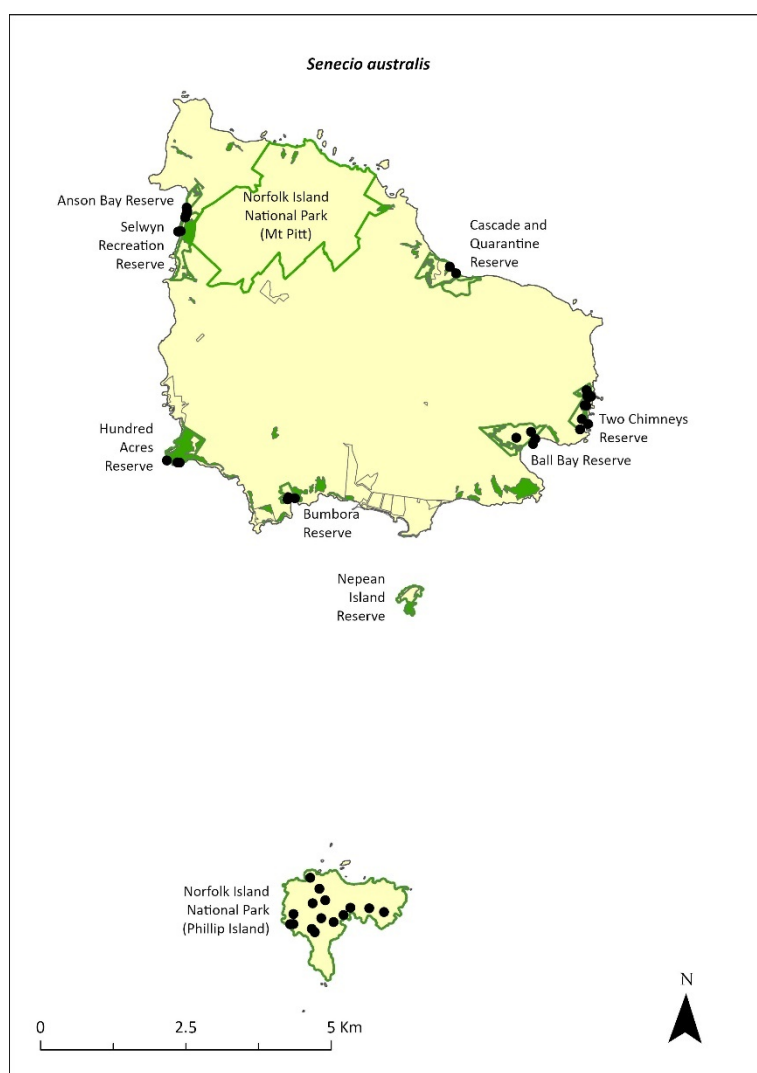 Senecio australis
Anson Bay Reserve
Selwyn
Recreation
Reserve
Norfolk Island
National Park
(Mt Pitt)
Cascade and
Quarantine
Reserve
Hundred
Acres
Reserve
Two Chimneys
Reserve
Ball Bay Reserve
Bumbora
Reserve
Nepean
Island
Reserve
Norfolk Island
National Park
(Phillip Island)
N
0 2.5 5 Km